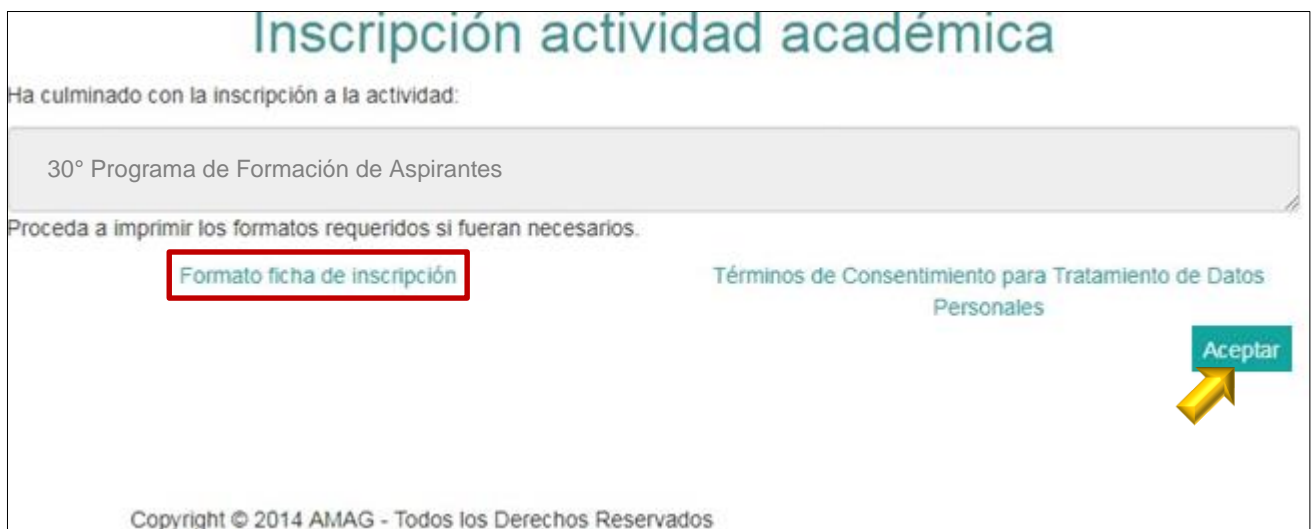 Inscripción actividad académica
Ha culminado con la inscripción a la actividad:
30° Programa de Formación de Aspirantes
Proceda a imprimir los formatos requeridos si fueran necesarios.
Formato ficha de inscripción
Términos de Consentimiento para Tratamiento de Datos
Personales
Aceptar
Copyright © 2014 AMAG - Todos los Derechos Reservados